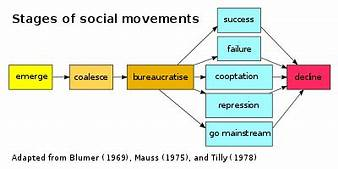 Stages of social movements
success
failure
emerge
coalesce
bureaucratise
cooptation
decline
repression
go mainstream
Adapted from Blumer (1969), Mauss (1975), and Tilly (1978)